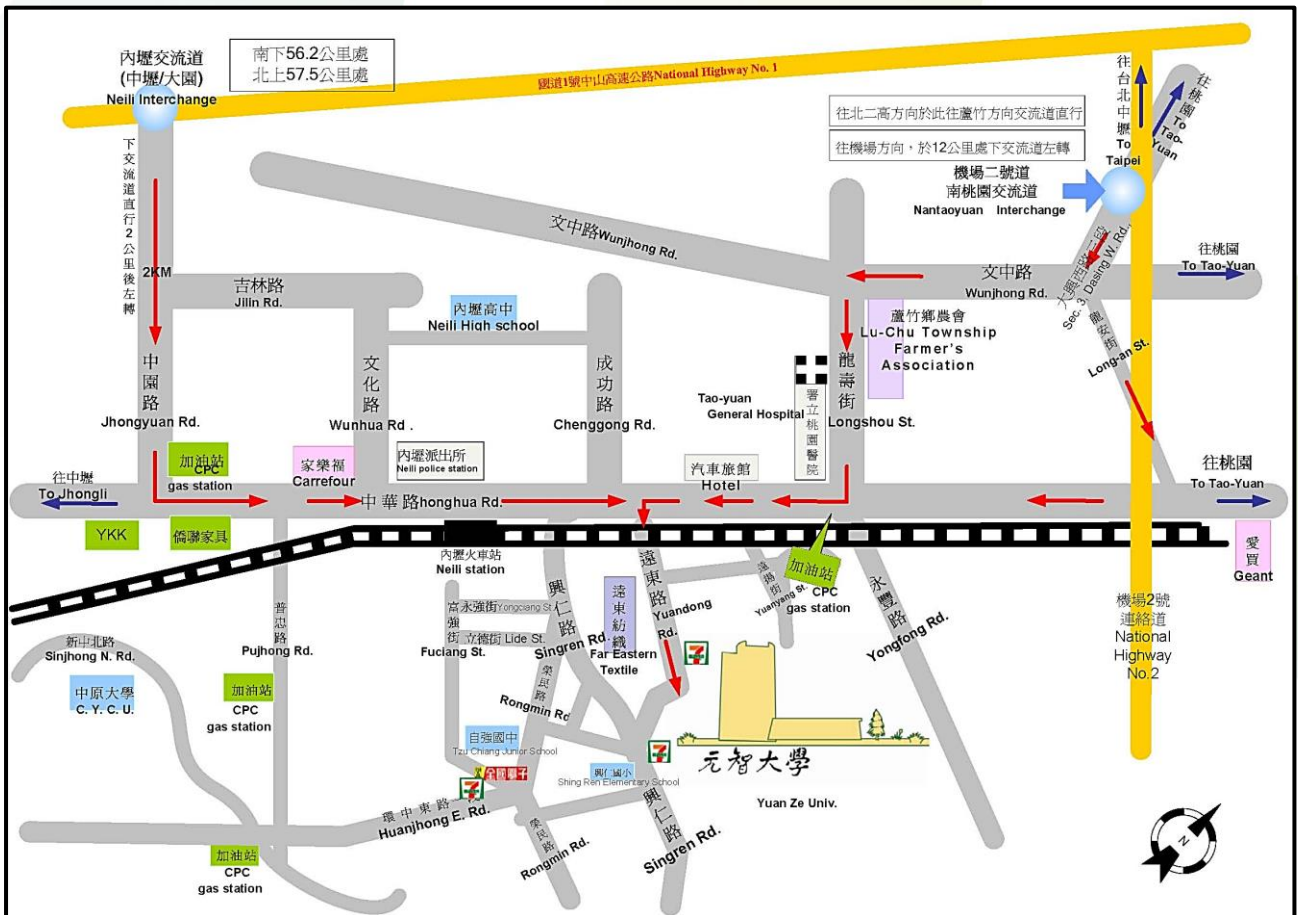 內壢交流道
(中壢/大園)
Neili Interchange
南下56.2公里處
北上57.5公里處
國道1號中山高速公路National Highway No. 1
往北二高方向於此往蘆竹方向交流道直行
往機場方向，於12公里處下交流道左轉
機場二號道
南桃園交流道
Nantaoyuan Interchange
往台北中壢
To
Taipei
往桃園
To Tao-
Yuan
下交流道直行2公里後左轉
2KM
吉林路
Jilin Rd.
文中路Wunjhong Rd.
文中路
Wunjhong Rd.
往桃園
To Tao-Yuan
大興西路三段
Sec. 3, Dasing W. Rd.,
龍安街
Long-an St.
內壢高中
Neili High school
蘆竹鄉農會
Lu-Chu Township
Farmer's
Association
中園路
Jhongyuan Rd.
文化路
Wunhua Rd .
成功路
Chenggong Rd.
Tao-yuan
General Hospital
署立桃園醫院
龍壽街
Longshou St.
加油站
CPC
gas station
家樂福
Carrefour
內壢派出所
Neili police station
汽車旅館
Hotel
往中壢
To Jhongli
中華路honghua Rd.
往桃園
To Tao-Yuan
YKK
僑聯家具
內壢火車站
Neili station
加油站
CPC
gas station
愛買
Geant
普忠路
Pujhong Rd.
富強街
Fuciang St.
永強街Yongciang St
立德街 Lide St.
興仁路
Singren Rd.
遠東紡織
Far Eastern
Textile
遠東路
Yuandong
Rd.
遠揚街
Yuanyang St.
永豐路
Yongfong Rd.
機場2號
連絡道
National
Highway
No.2
新中北路
Sinjhong N. Rd.
中原大學
C. Y. C. U.
加油站
CPC
gas station
榮民路
Rongmin Rd
自強國中
Tzu Chiang Junior School
全國電子
興仁國小
Shing Ren Elementary School
元智大學
Yuan Ze Univ.
環中東路
Huanjhong E. Rd.
榮民路
Rongmin Rd.
興仁路
Singren Rd.
加油站
CPC
gas station
N